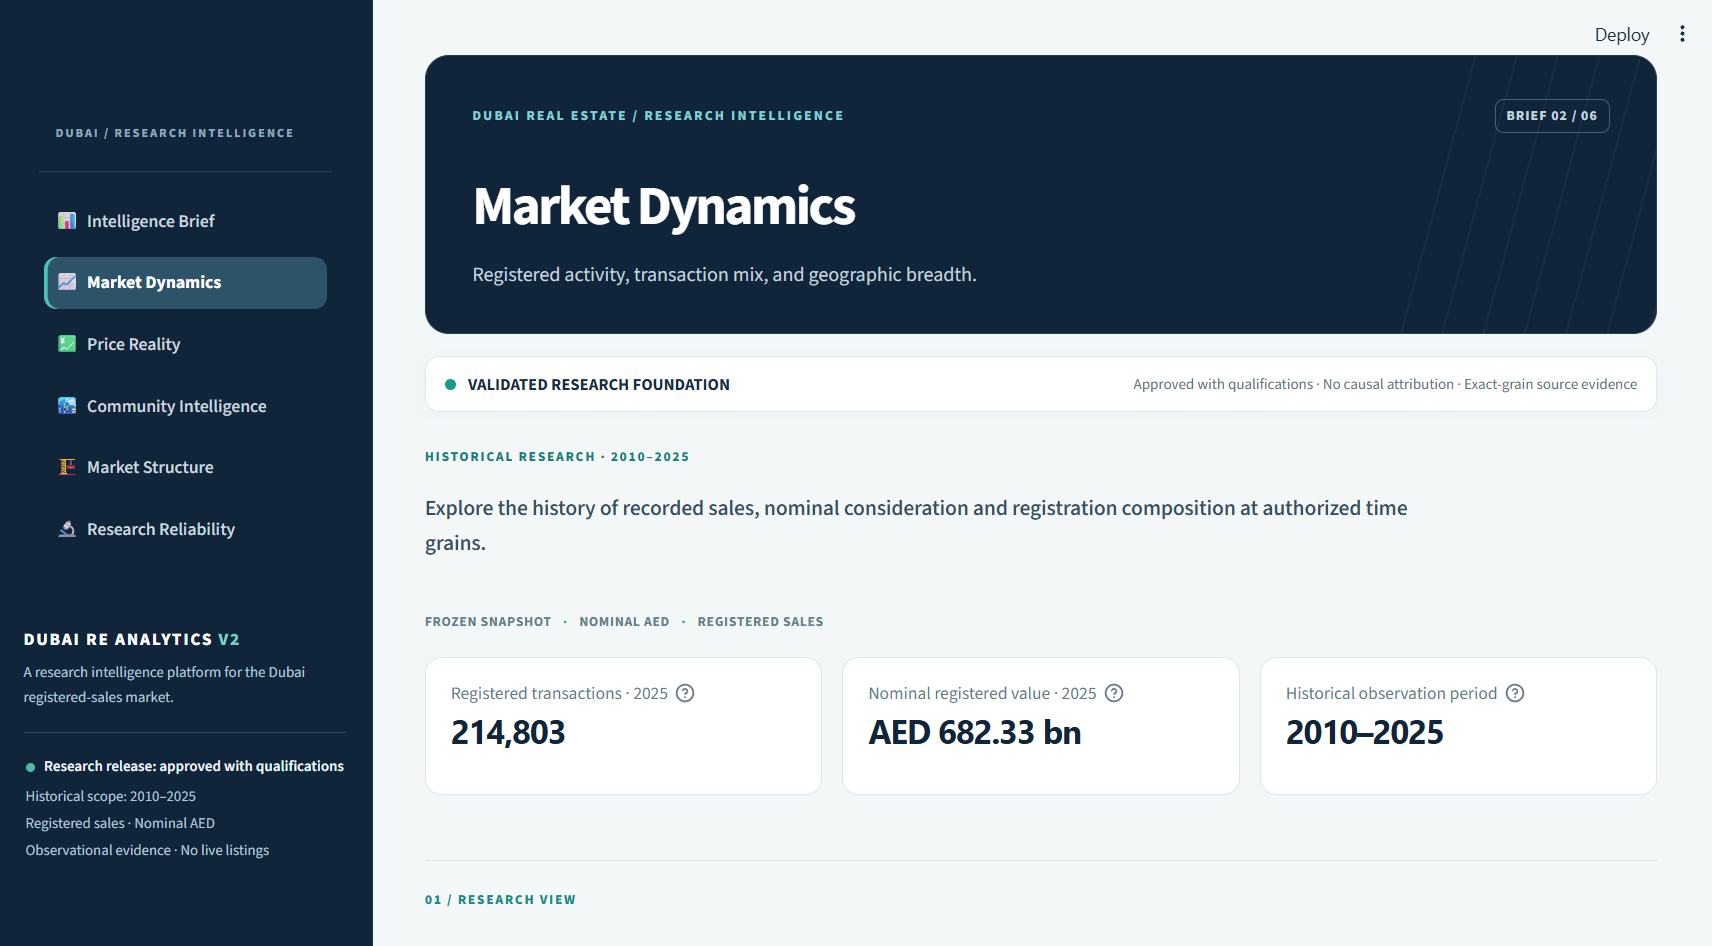 Deploy
DUBAI / RESEARCH INTELLIGENCE
Intelligence Brief
Market Dynamics
Price Reality
Community Intelligence
Market Structure
Research Reliability
DUBAI RE ANALYTICS V2
A research intelligence platform for the Dubai
registered-sales market.
Research release: approved with qualifications
Historical scope: 2010–2025
Registered sales · Nominal AED
Observational evidence · No live listings
DUBAI REAL ESTATE / RESEARCH INTELLIGENCE
BRIEF 02 / 06
Market Dynamics
Registered activity, transaction mix, and geographic breadth.
VALIDATED RESEARCH FOUNDATION
Approved with qualifications · No causal attribution · Exact-grain source evidence
HISTORICAL RESEARCH · 2010–2025
Explore the history of recorded sales, nominal consideration and registration composition at authorized time
grains.
FROZEN SNAPSHOT · NOMINAL AED · REGISTERED SALES
Registered transactions · 2025
214,803
Nominal registered value · 2025
AED 682.33 bn
Historical observation period
2010–2025
01 / RESEARCH VIEW